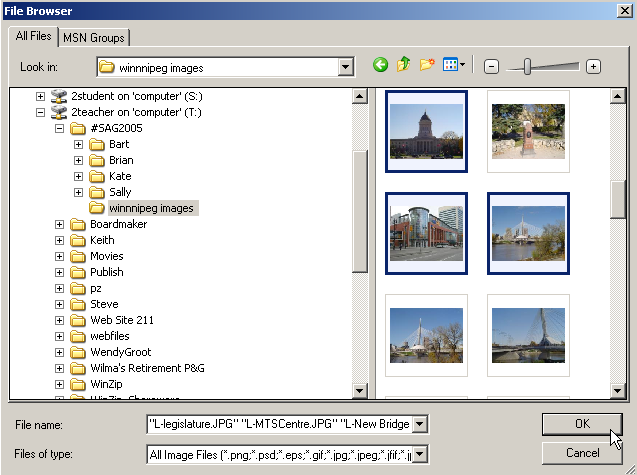 File Browser
All Files
MSN Groups
Look in:
winnnipeg images
2student on 'computer' (S:)
2teacher on 'computer' (T:)
#SAG2005
Bart
Brian
Kate
Sally
winnnipeg images
Boardmaker
Keith
Movies
Publish
pz
Steve
Web Site 211
webfiles
WendyGroot
Wilma's Retirement P&G
WinZip
WinZip
File name:
"L-legislature.JPG" "L-MTSCentre.JPG" "L-New Bridge
OK
Files of type:
All Image Files (*.png;*.psd;*.eps;*.gif;*.jpg;*.jpeg;*.jfif;*.j
Cancel